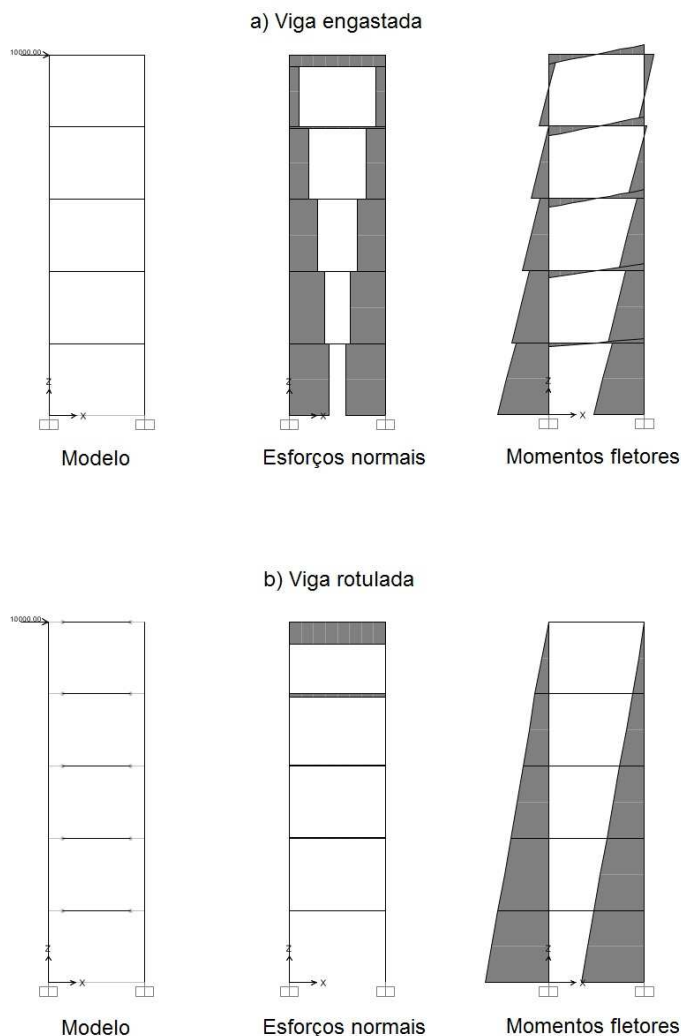 a) Viga engastada
10000.00
Z
X
Z
X
Z
X
Modelo
Esforços normais
Momentos fletores
b) Viga rotulada
10000.00
Z
X
Z
X
Z
X
Modelo
Esforços normais
Momentos fletores